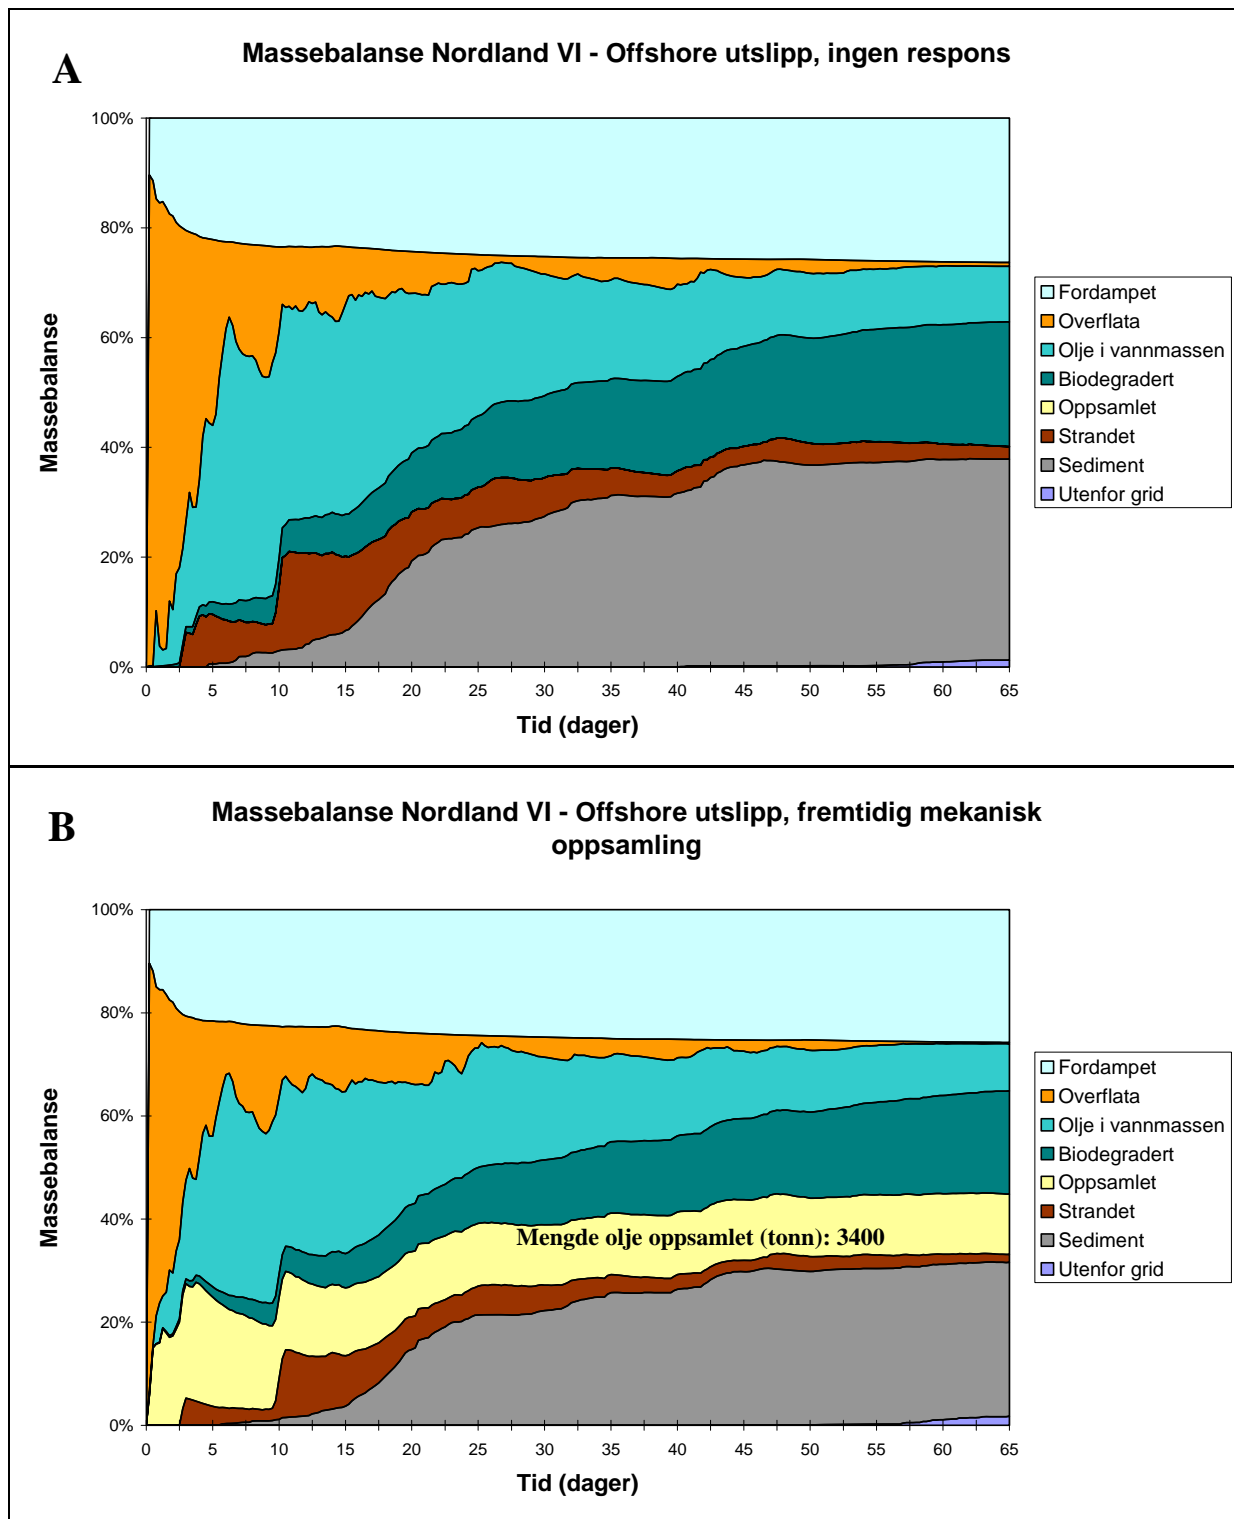 A
Massebalanse Nordland VI - Offshore utslipp, ingen respons
100%
80%
60%
40%
20%
0%
Massebalanse
0 5 10 15 20 25 30 35 40 45 50 55 60 65
Tid (dager)
Fordampet
Overflata
Olje i vannmassen
Biodegradert
Oppsamlet
Strandet
Sediment
Utenfor grid
B
Massebalanse Nordland VI - Offshore utslipp, fremtidig mekanisk
oppsamling
100%
80%
60%
40%
20%
0%
Massebalanse
Mengde olje oppsamlet (tonn): 3400
0 5 10 15 20 25 30 35 40 45 50 55 60 65
Tid (dager)
Fordampet
Overflata
Olje i vannmassen
Biodegradert
Oppsamlet
Strandet
Sediment
Utenfor grid